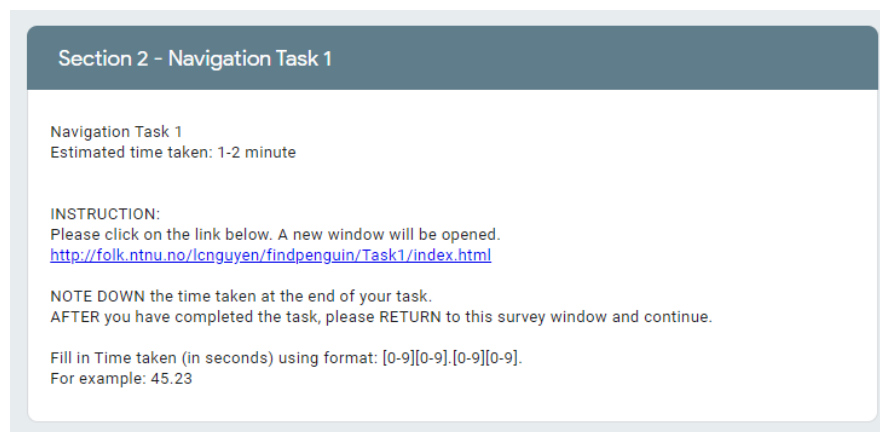 Section 2 - Navigation Task 1
Navigation Task 1
Estimated time taken: 1-2 minute
INSTRUCTION:
Please click on the link below. A new window will be opened.
http://folk.ntnu.no/lcnguyen/findpenguin/Task1/index.html
NOTE DOWN the time taken at the end of your task.
AFTER you have completed the task, please RETURN to this survey window and continue.
Fill in Time taken (in seconds) using format: [0-9][0-9].[0-9][0-9].
For example: 45.23